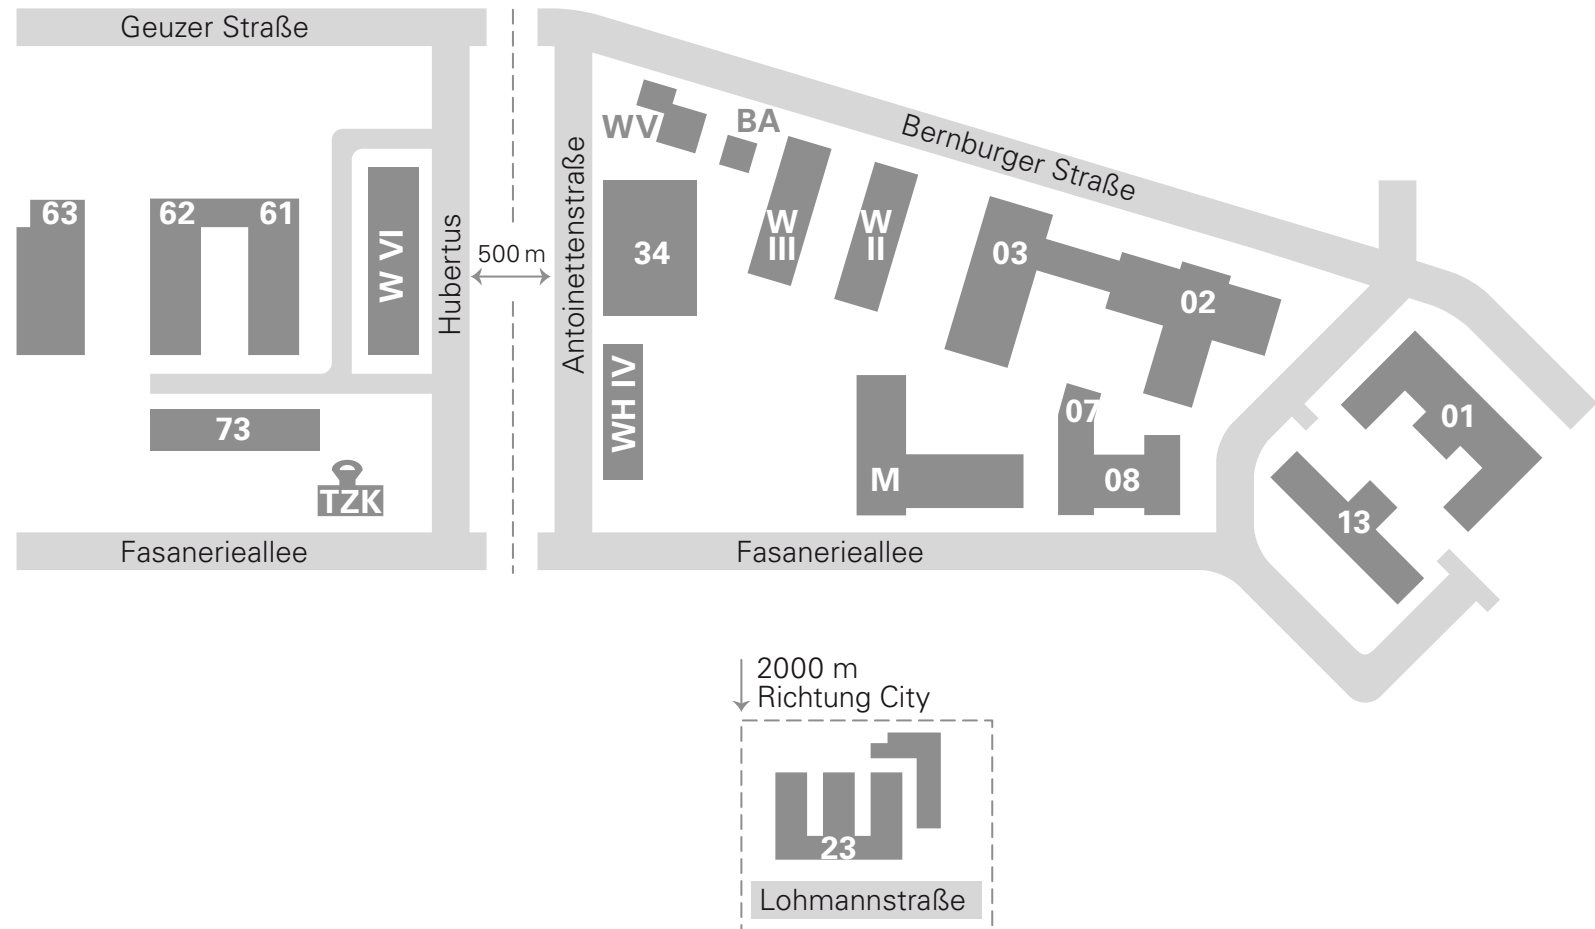 Geuzer Straße
63
62
61
W VI
Hubertus
500 m
73
TZK
Fasanerieallee
Antoinettenstraße
WV
BA
Bernburger Straße
34
W
III
W
II
03
02
WH IV
M
07
08
01
13
Fasanerieallee
2000 m
Richtung City
23
Lohmannstraße